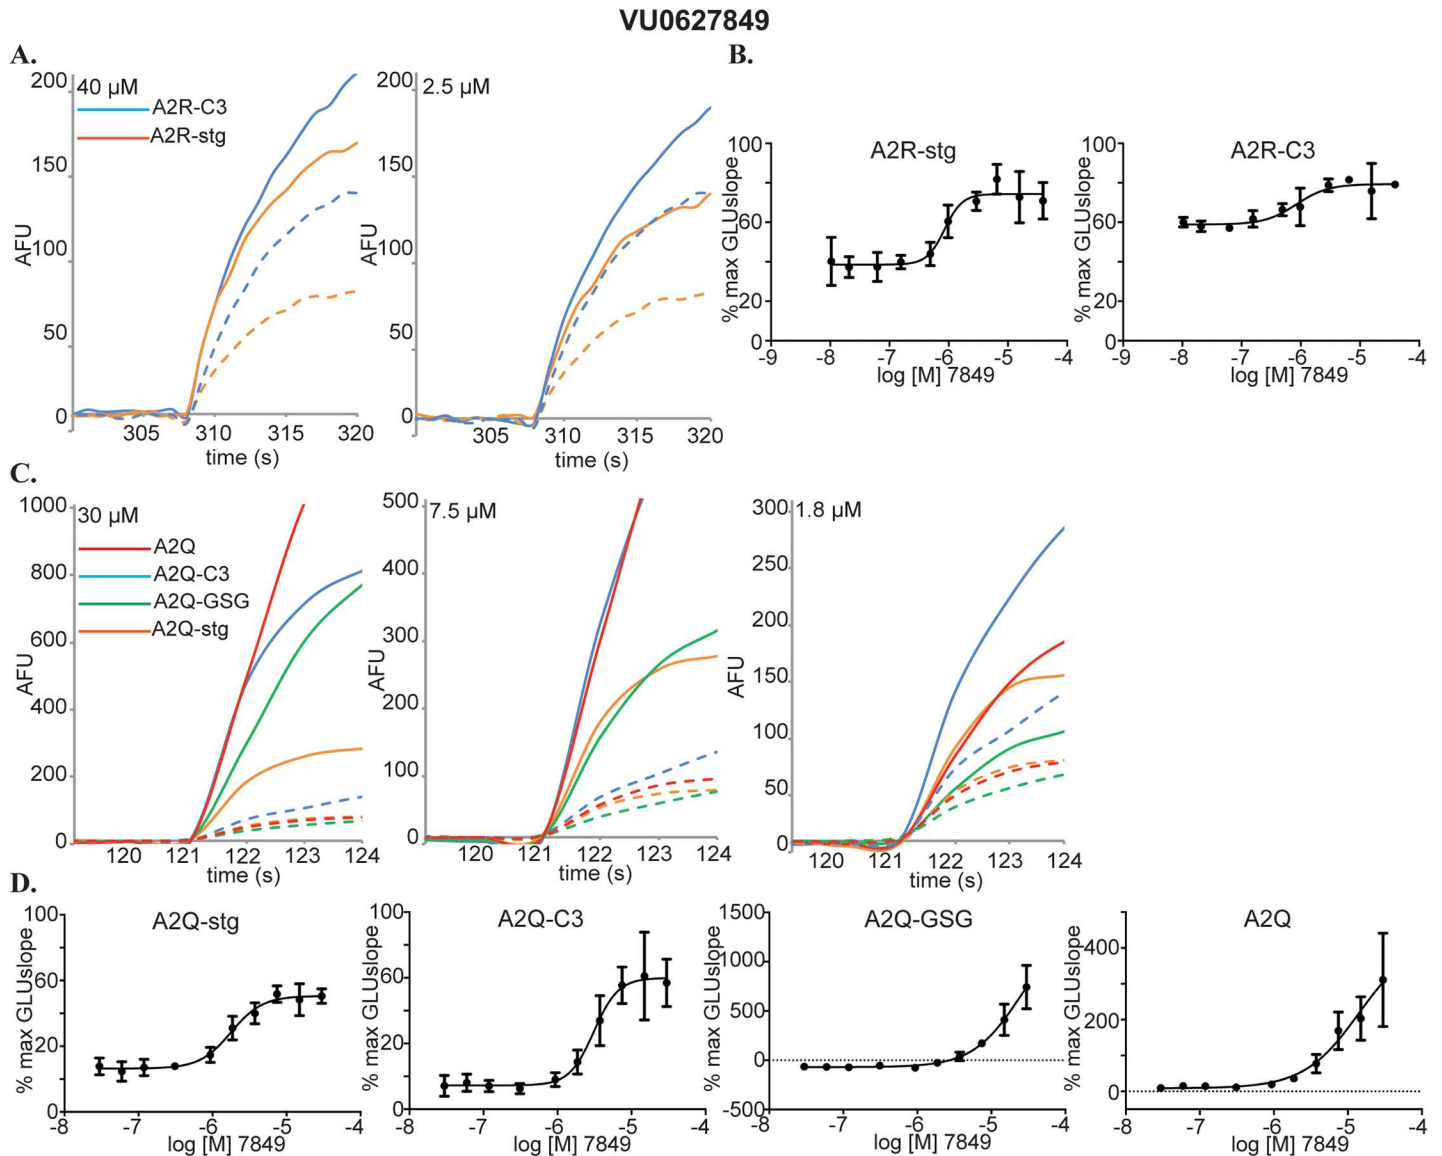 VU0627849
A.
B.
200
150
100
50
0
AFU
40 µM
A2R-C3
A2R-stg
305 310 315 320
time (s)
200
150
100
50
0
AFU
2.5 µM
305 310 315 320
time (s)
A2R-stg
100
60
20
0
% max GLUslope
-9 -8 -7 -6 -5 -4
log [M] 7849
A2R-C3
100
60
20
0
% max GLUslope
-9 -8 -7 -6 -5 -4
log [M] 7849
C.
1000
800
600
400
200
0
AFU
30 µM
A2Q
A2Q-C3
A2Q-GSG
A2Q-stg
120 121 122 123 124
time (s)
500
400
300
200
100
0
AFU
7.5 µM
120 121 122 123 124
time (s)
300
250
200
150
100
50
0
AFU
1.8 µM
120 121 122 123 124
time (s)
D.
A2Q-stg
100
60
20
0
% max GLUslope
-8 -7 -6 -5 -4
log [M] 7849
A2Q-C3
100
60
20
0
% max GLUslope
-8 -7 -6 -5 -4
log [M] 7849
A2Q-GSG
1500
1000
500
0
-500
% max GLUslope
-8 -7 -6 -5 -4
log [M] 7849
A2Q
400
200
0
% max GLUslope
-8 -7 -6 -5 -4
log [M] 7849